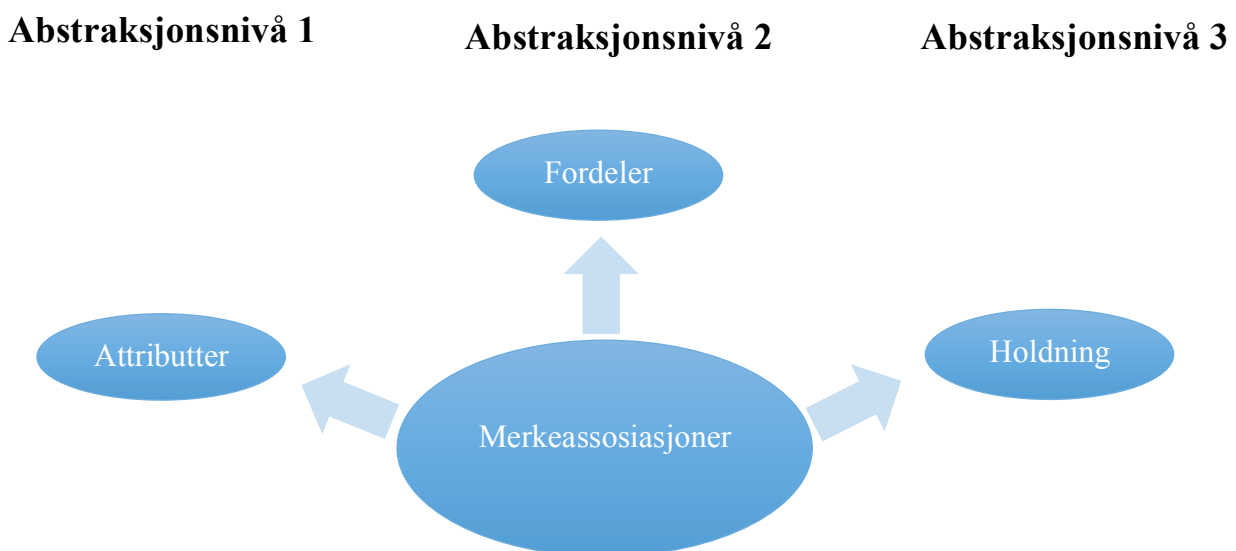 Abstraksjonsnivå 1
Abstraksjonsnivå 2
Abstraksjonsnivå 3
Fordeler
Attributter
Holdning
Merkeassosiasjoner